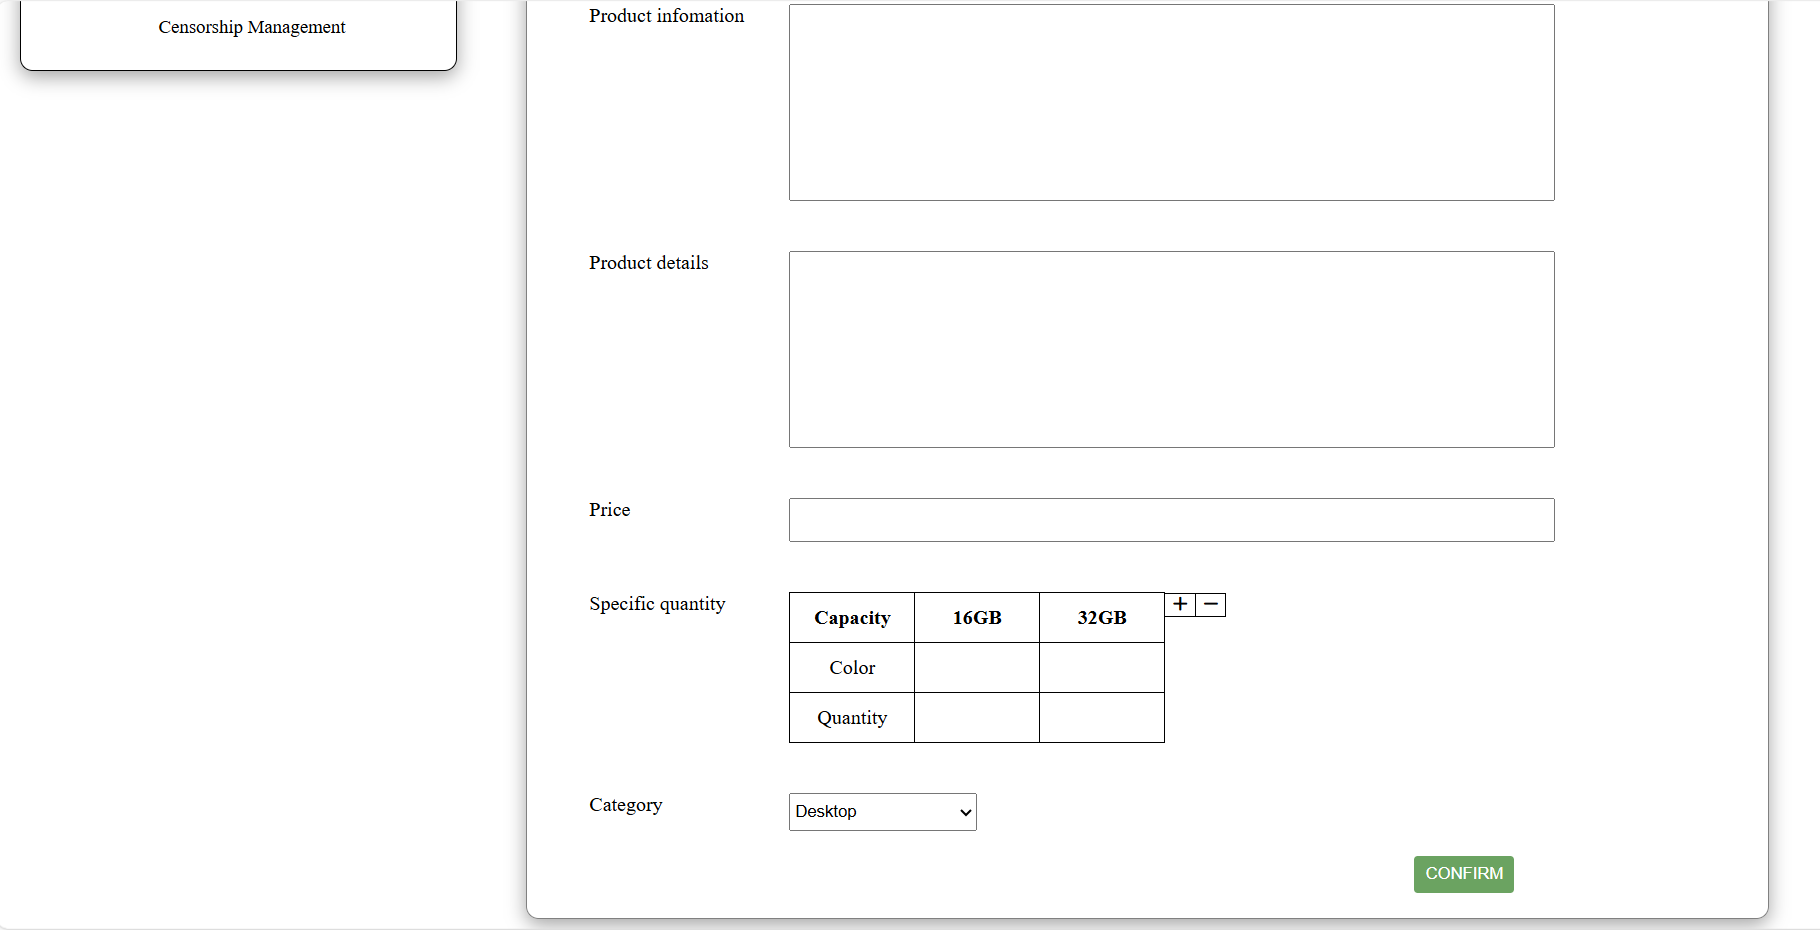 Censorship Management
Product infomation
Product details
Price
Specific quantity
Capacity 16GB 32GB
+ −
Color
Quantity
Category
Desktop
CONFIRM